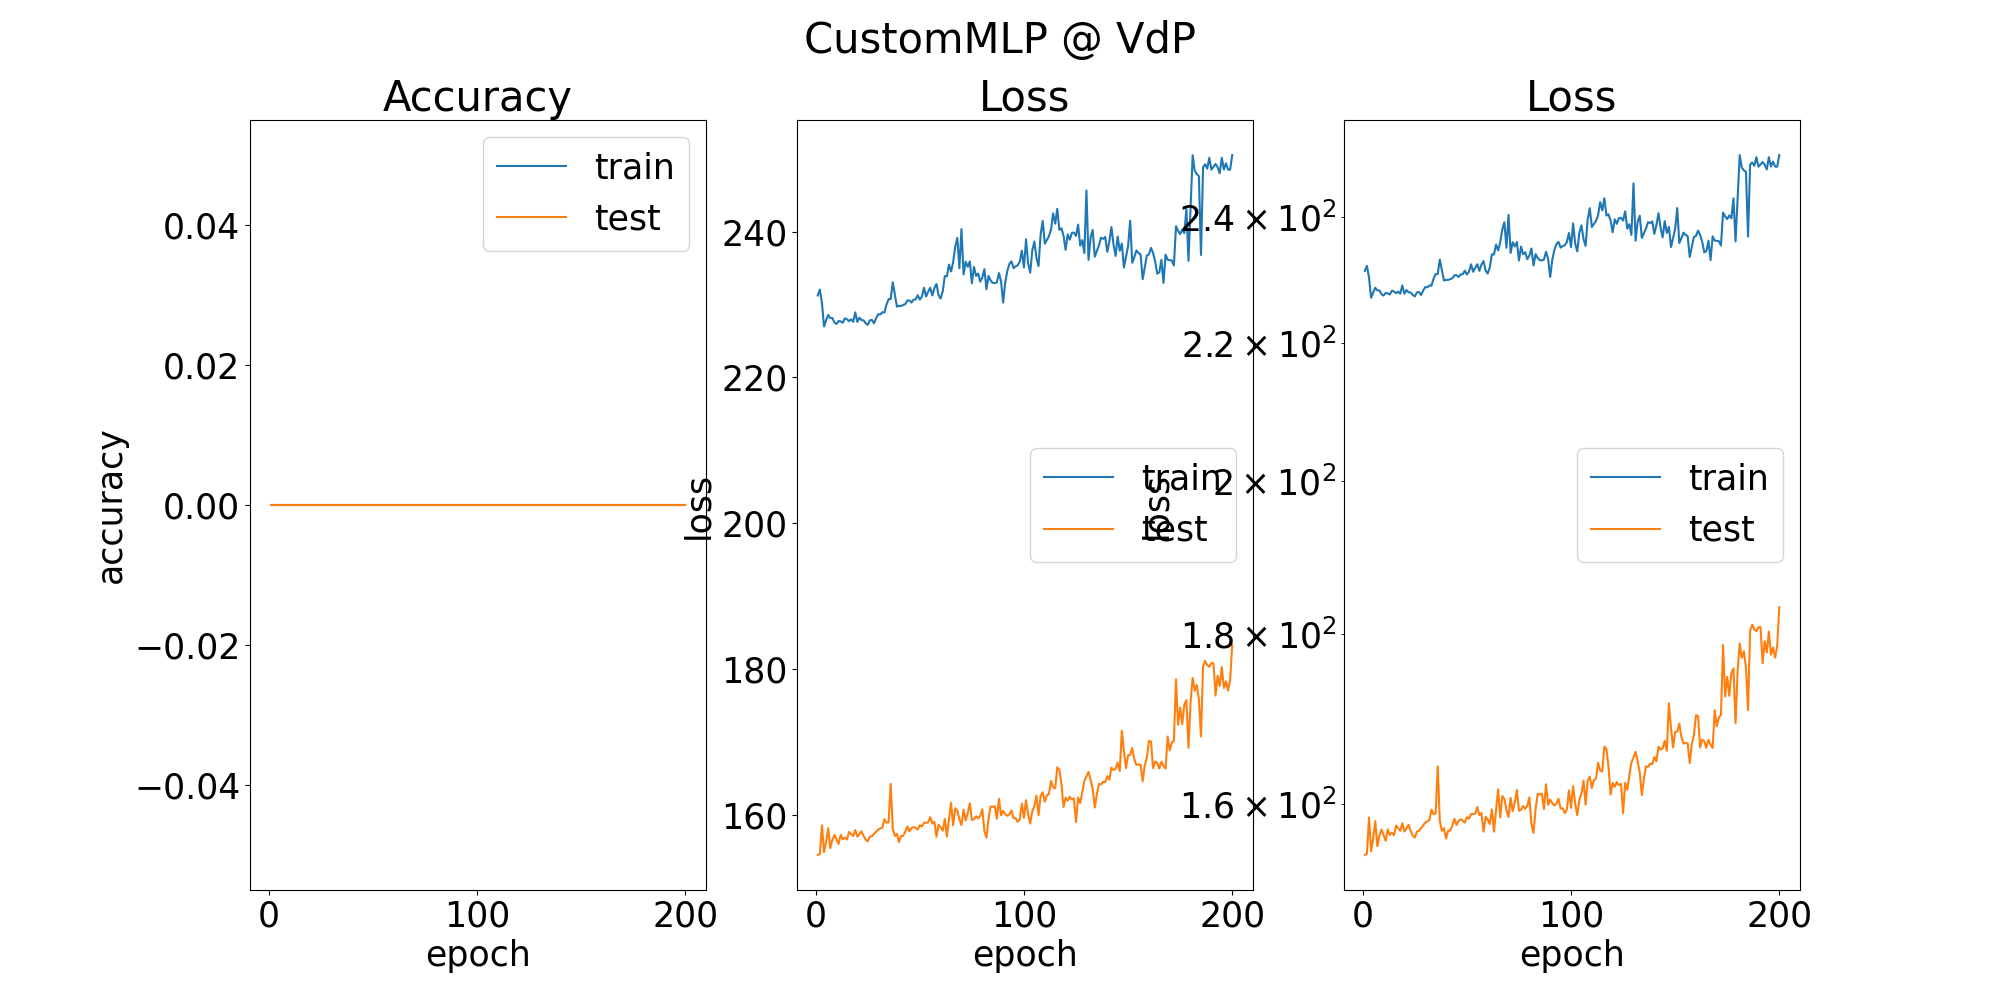 CustomMLP @ VdP
Accuracy
accuracy
0.04
0.02
0.00
−0.02
−0.04
0
100
200
epoch
train
test
Loss
loss
240
220
200
180
160
0
100
200
epoch
train
test
Loss
loss
2.4 × 10²
2.2 × 10²
2 × 10²
1.8 × 10²
1.6 × 10²
0
100
200
epoch
train
test